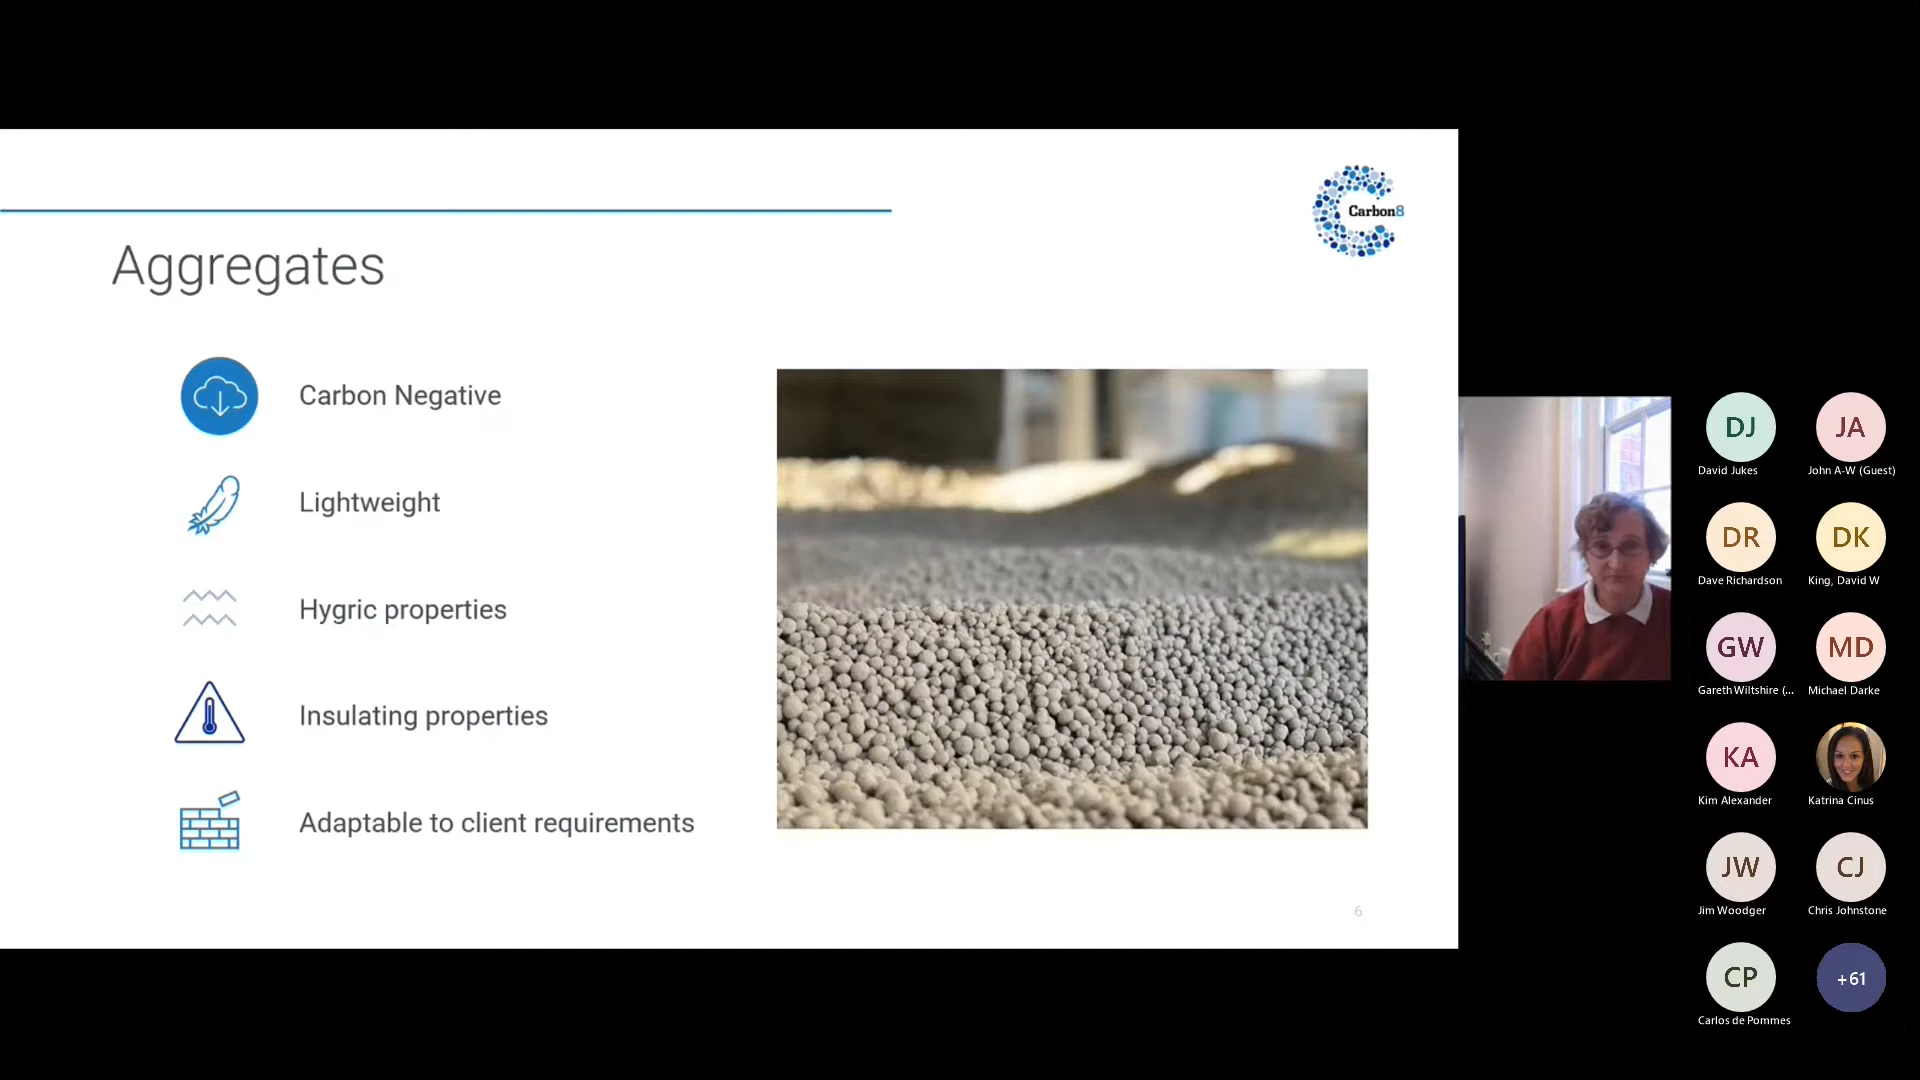 Carbon8
Aggregates
Carbon Negative
Lightweight
Hygric properties
Insulating properties
Adaptable to client requirements
6
DJ
David Jukes
JA
John A-W (Guest)
DR
Dave Richardson
DK
King, David W
GW
Gareth Wiltshire (...
MD
Michael Darke
KA
Kim Alexander
Katrina Cinus
JW
Jim Woodger
CJ
Chris Johnstone
CP
Carlos de Pommes
+61